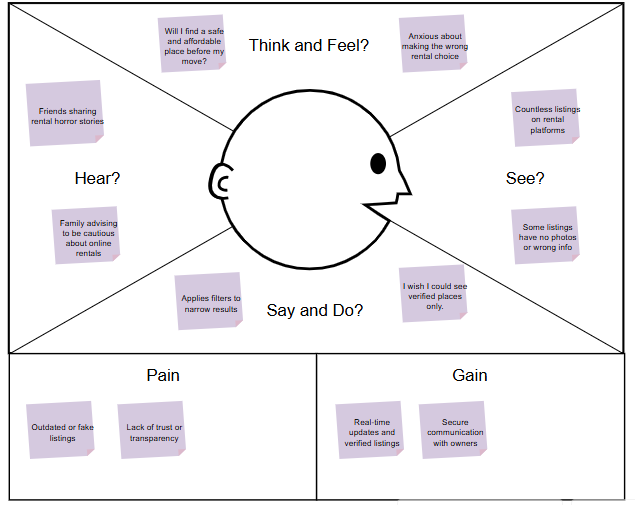 Will I find a safe
and affordable
place before my
move?
Think and Feel?
Anxious about
making the wrong
rental choice
Friends sharing
rental horror stories
Countless listings
on rental
platforms
Hear?
See?
Family advising
to be cautious
about online
rentals
Some listings
have no photos
or wrong info
Applies filters to
narrow results
Say and Do?
I wish I could see
verified places
only.
Pain
Gain
Outdated or fake
listings
Lack of trust or
transparency
Real-time
updates and
verified listings
Secure
communication
with owners